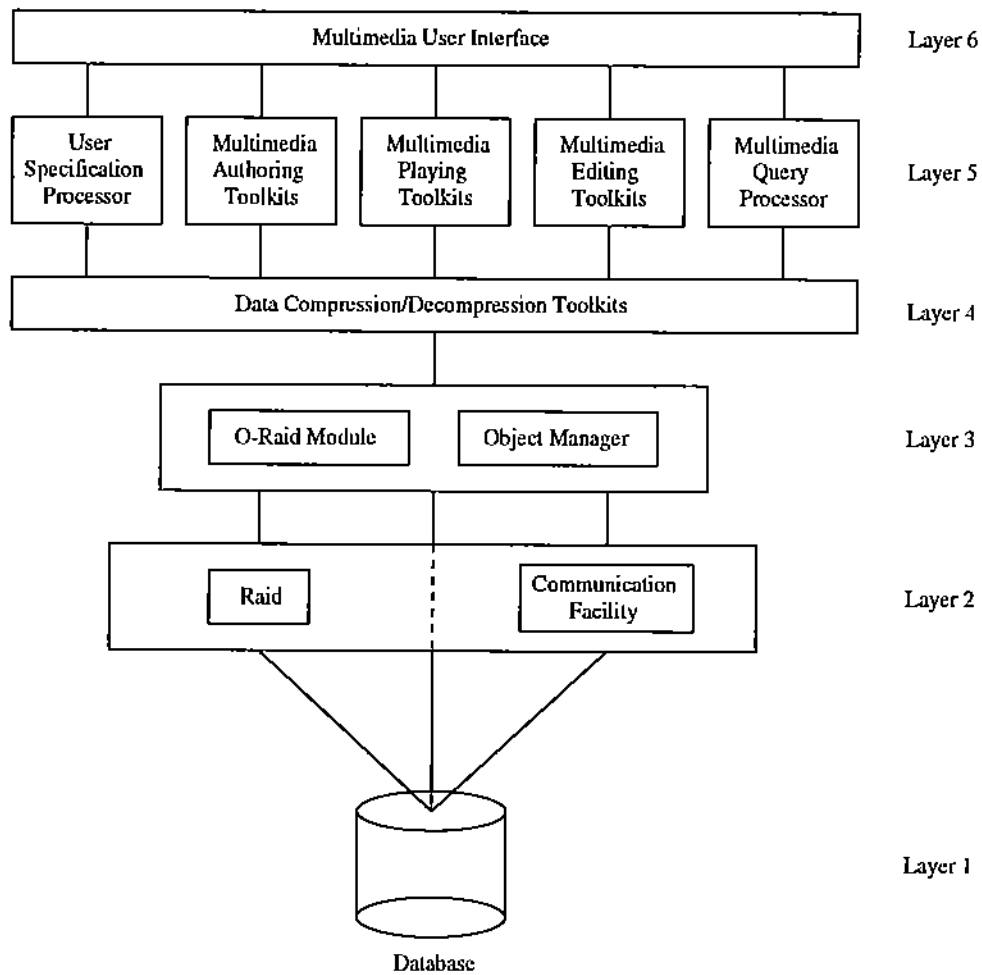 Multimedia User Interface
Layer 6
User
Specification
Processor
Multimedia
Authoring
Toolkits
Multimedia
Playing
Toolkits
Multimedia
Editing
Toolkits
Multimedia
Query
Processor
Layer 5
Data Compression/Decompression Toolkits
Layer 4
O-Raid Module
Object Manager
Layer 3
Raid
Communication
Facility
Layer 2
Layer 1
Database